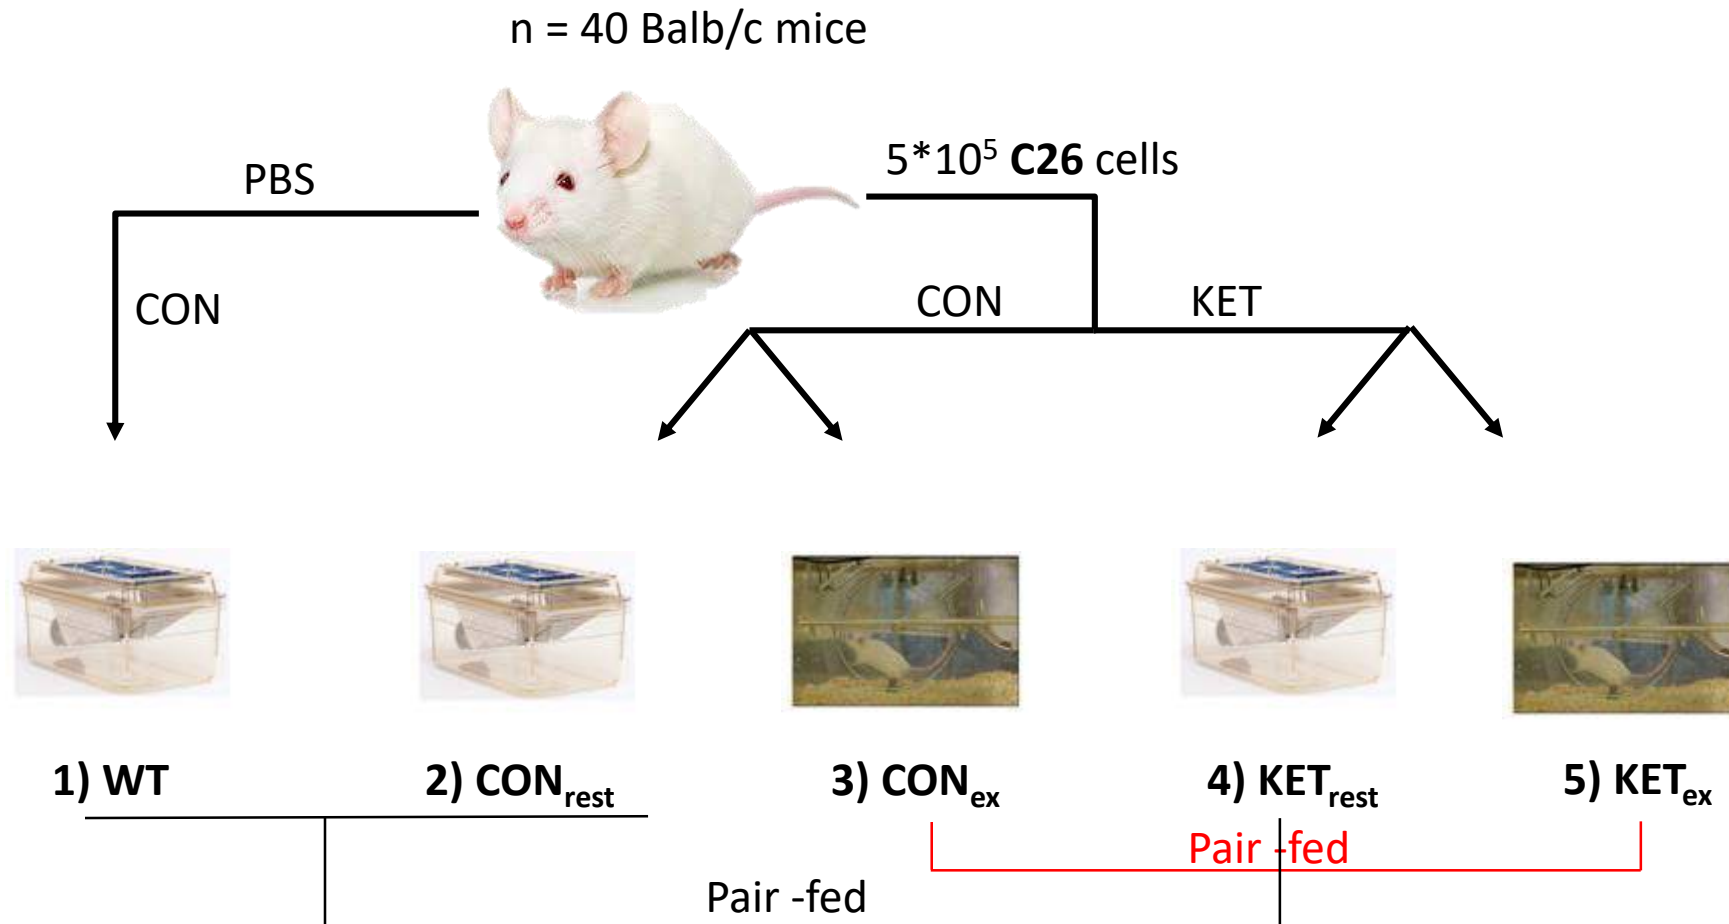 n = 40 Balb/c mice
PBS
5*10⁵ C26 cells
CON
CON
KET
1) WT
2) CONrest
3) CONex
4) KETrest
5) KETex
Pair -fed
Pair -fed